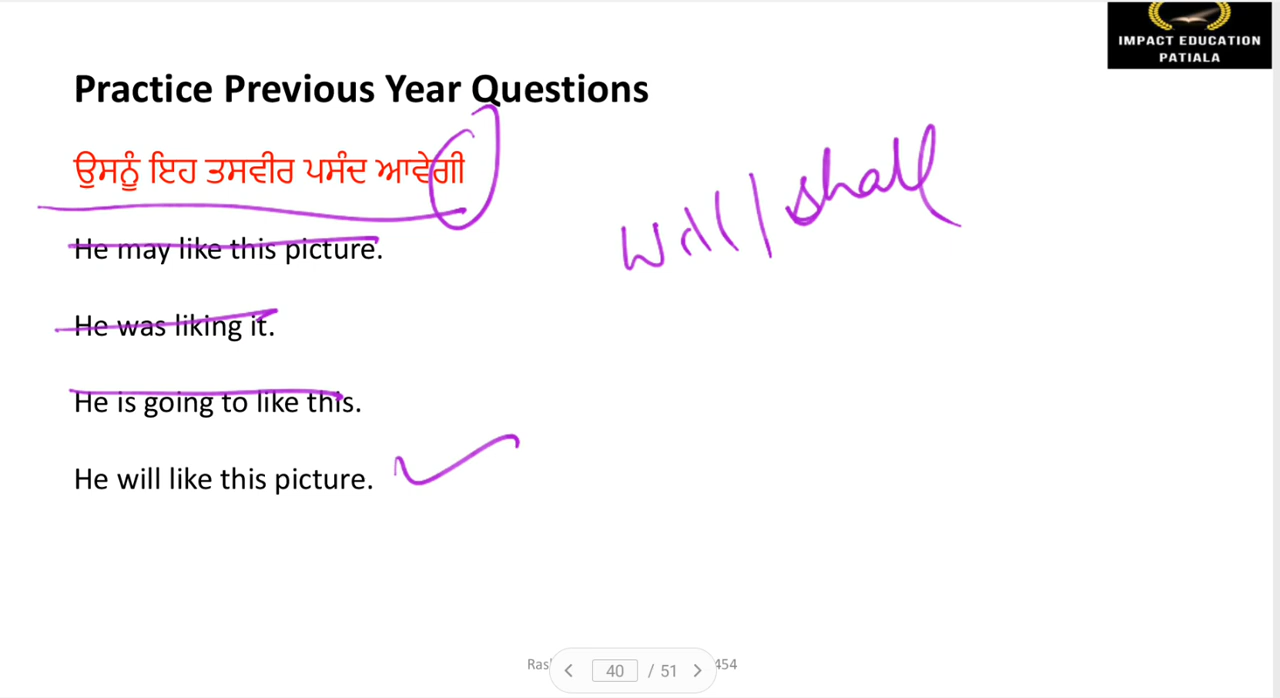 IMPACT EDUCATION
PATIALA
Practice Previous Year Questions
ਉਸਨੂੰ ਇਹ ਤਸਵੀਰ ਪਸੰਦ ਆਵੇਗੀ
will/shall
He may like this picture.
He was liking it.
He is going to like this.
He will like this picture.
40 / 51
454